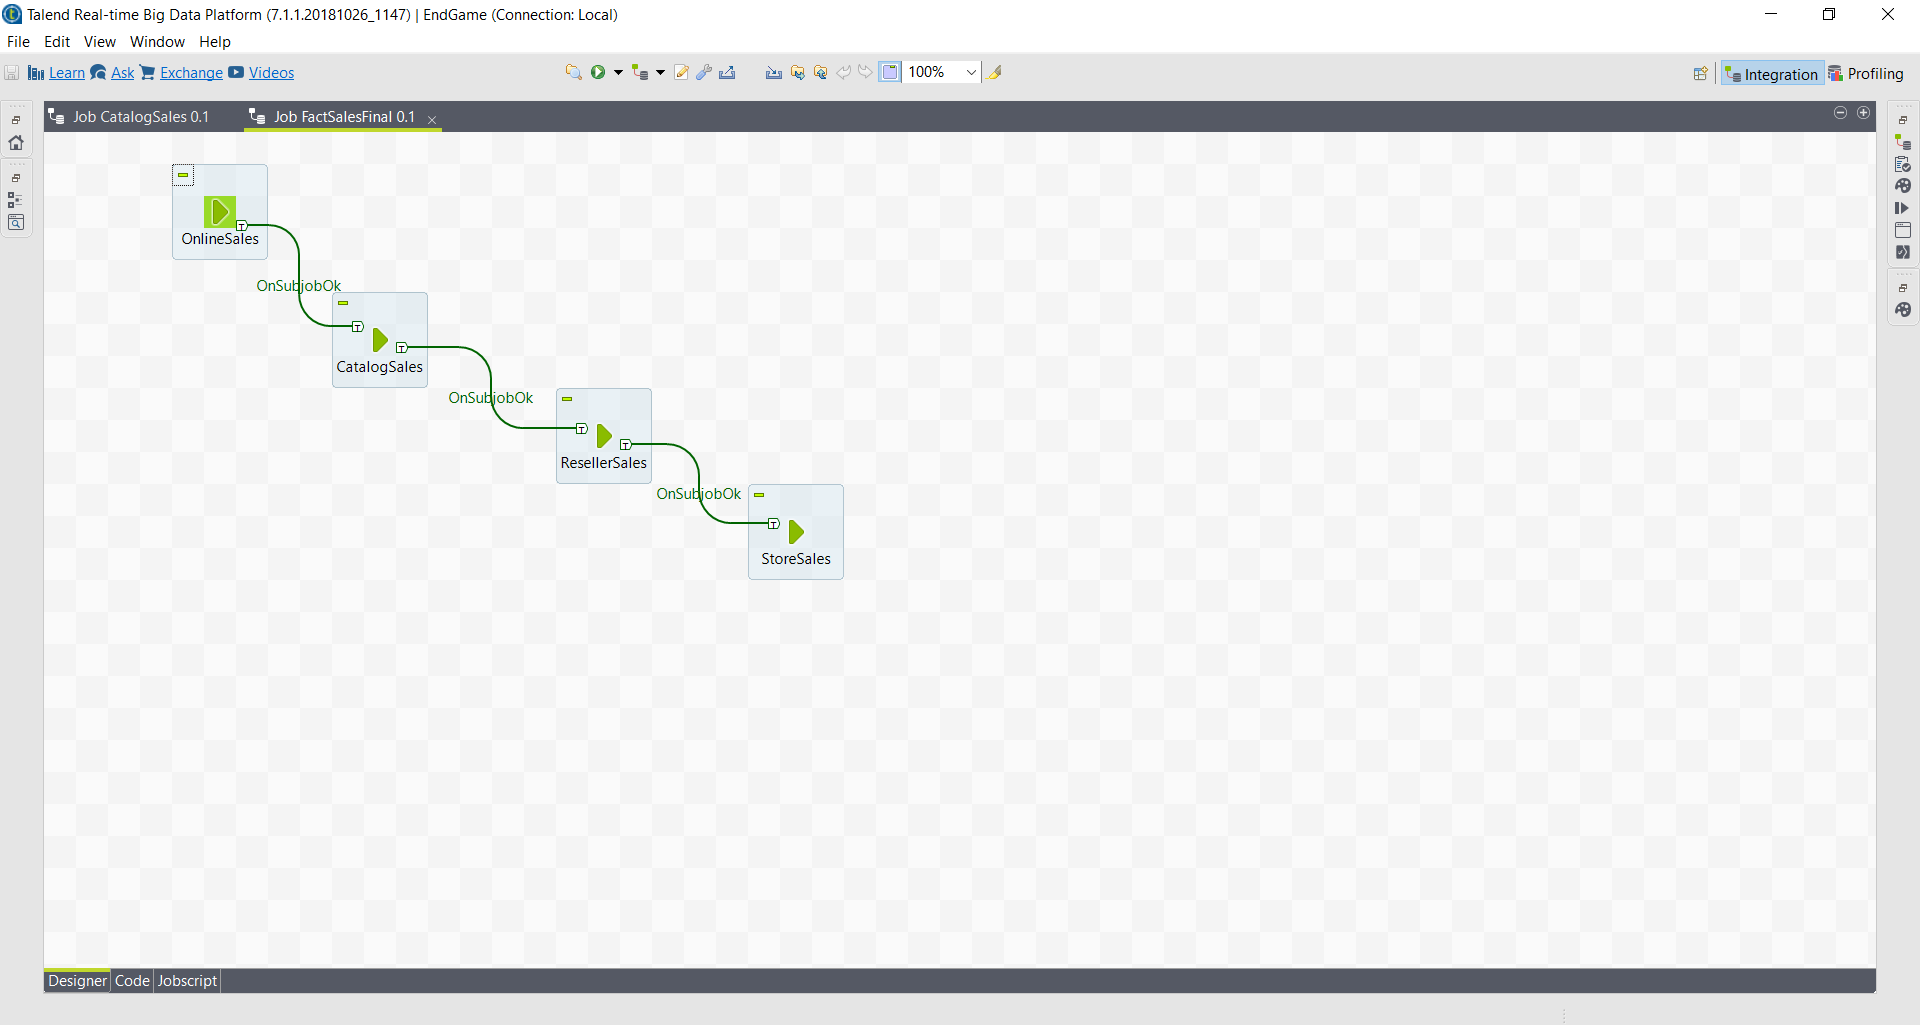 Talend Real-time Big Data Platform (7.1.1.20181026_1147) | EndGame (Connection: Local)
File Edit View Window Help
Learn Ask Exchange Videos 100% Integration Profiling
Job CatalogSales 0.1 Job FactSalesFinal 0.1
OnlineSales
OnSubjobOk
CatalogSales
OnSubjobOk
ResellerSales
OnSubjobOk
StoreSales
Designer Code Jobscript